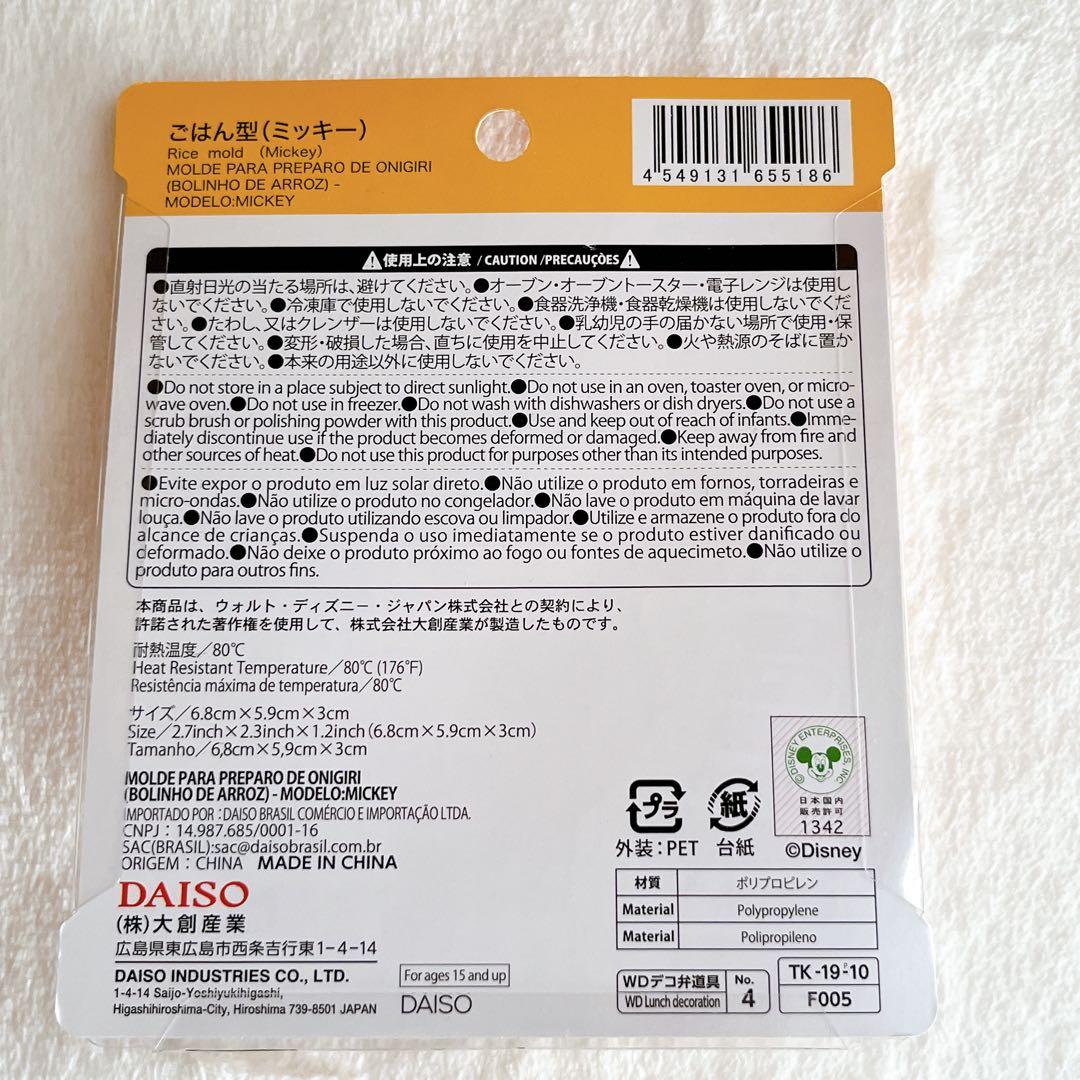 ごはん型(ミッキー)
Rice mold (Mickey)
MOLDE PARA PREPARO DE ONIGIRI
(BOLINHO DE ARROZ) -
MODELO:MICKEY
4 549131 655186
使用上の注意 / CAUTION /PRECAUÇÕES
●直射日光の当たる場所は、避けてください。●オーブン・オーブントースター・電子レンジは使用し
ないでください。●冷凍庫で使用しないでください。●食器洗浄機・食器乾燥機は使用しないでくだ
さい。●たわし、又はクレンザーは使用しないでください。●乳幼児の手の届かない場所で使用・保
管してください。●変形・破損した場合、直ちに使用を中止してください。●火や熱源のそばに置か
ないでください。●本来の用途以外に使用しないでください。
●Do not store in a place subject to direct sunlight.●Do not use in an oven, toaster oven, or micro-
wave oven.●Do not use in freezer.●Do not wash with dishwashers or dish dryers.●Do not use a
scrub brush or polishing powder with this product.●Use and keep out of reach of infants.●Imme-
diately discontinue use if the product becomes deformed or damaged.●Keep away from fire and
other sources of heat.●Do not use this product for purposes other than its intended purposes.
●Evite expor o produto em luz solar direto.●Não utilize o produto em fornos, torradeiras e
micro-ondas.●Não utilize o produto no congelador.●Não lave o produto em máquina de lavar
louça.●Não lave o produto utilizando escova ou limpador.●Utilize e armazene o produto fora do
alcance de crianças.●Suspenda o uso imediatamente se o produto estiver danificado ou
deformado.●Não deixe o produto próximo ao fogo ou fontes de aquecimeto.●Não utilize o
produto para outros fins.
本商品は、ウォルト・ディズニー・ジャパン株式会社との契約により、
許諾された著作権を使用して、株式会社大創産業が製造したものです。
耐熱温度/80℃
Heat Resistant Temperature/80℃ (176°F)
Resistência máxima de temperatura/80℃
サイズ/6.8cm×5.9cm×3cm
Size/2.7inch×2.3inch×1.2inch (6.8cm×5.9cm×3cm)
Tamanho/6,8cm×5,9cm×3cm
MOLDE PARA PREPARO DE ONIGIRI
(BOLINHO DE ARROZ) - MODELO:MICKEY
IMPORTADO POR :DAISO BRASIL COMÉRCIO E IMPORTAÇÃO LTDA.
CNPJ : 14.987.685/0001-16
SAC(BRASIL):sac@daisobrasil.com.br
ORIGEM : CHINA MADE IN CHINA
DAISO
(株)大創産業
広島県東広島市西条吉行東1-4-14
DAISO INDUSTRIES CO., LTD.
1-4-14 Saijo-Yoshiyukihigashi,
Higashihiroshima-City, Hiroshima 739-8501 JAPAN
For ages 15 and up
DAISO
プラ
外装:PET
紙
台紙
©DISNEY ENTERPRISES, INC
日本国内
販売許可
1342
©Disney
材質 ポリプロピレン
Material Polypropylene
Material Polipropileno
WDデコ弁道具
WD Lunch decoration
No.
4
TK-19-P-10
F005